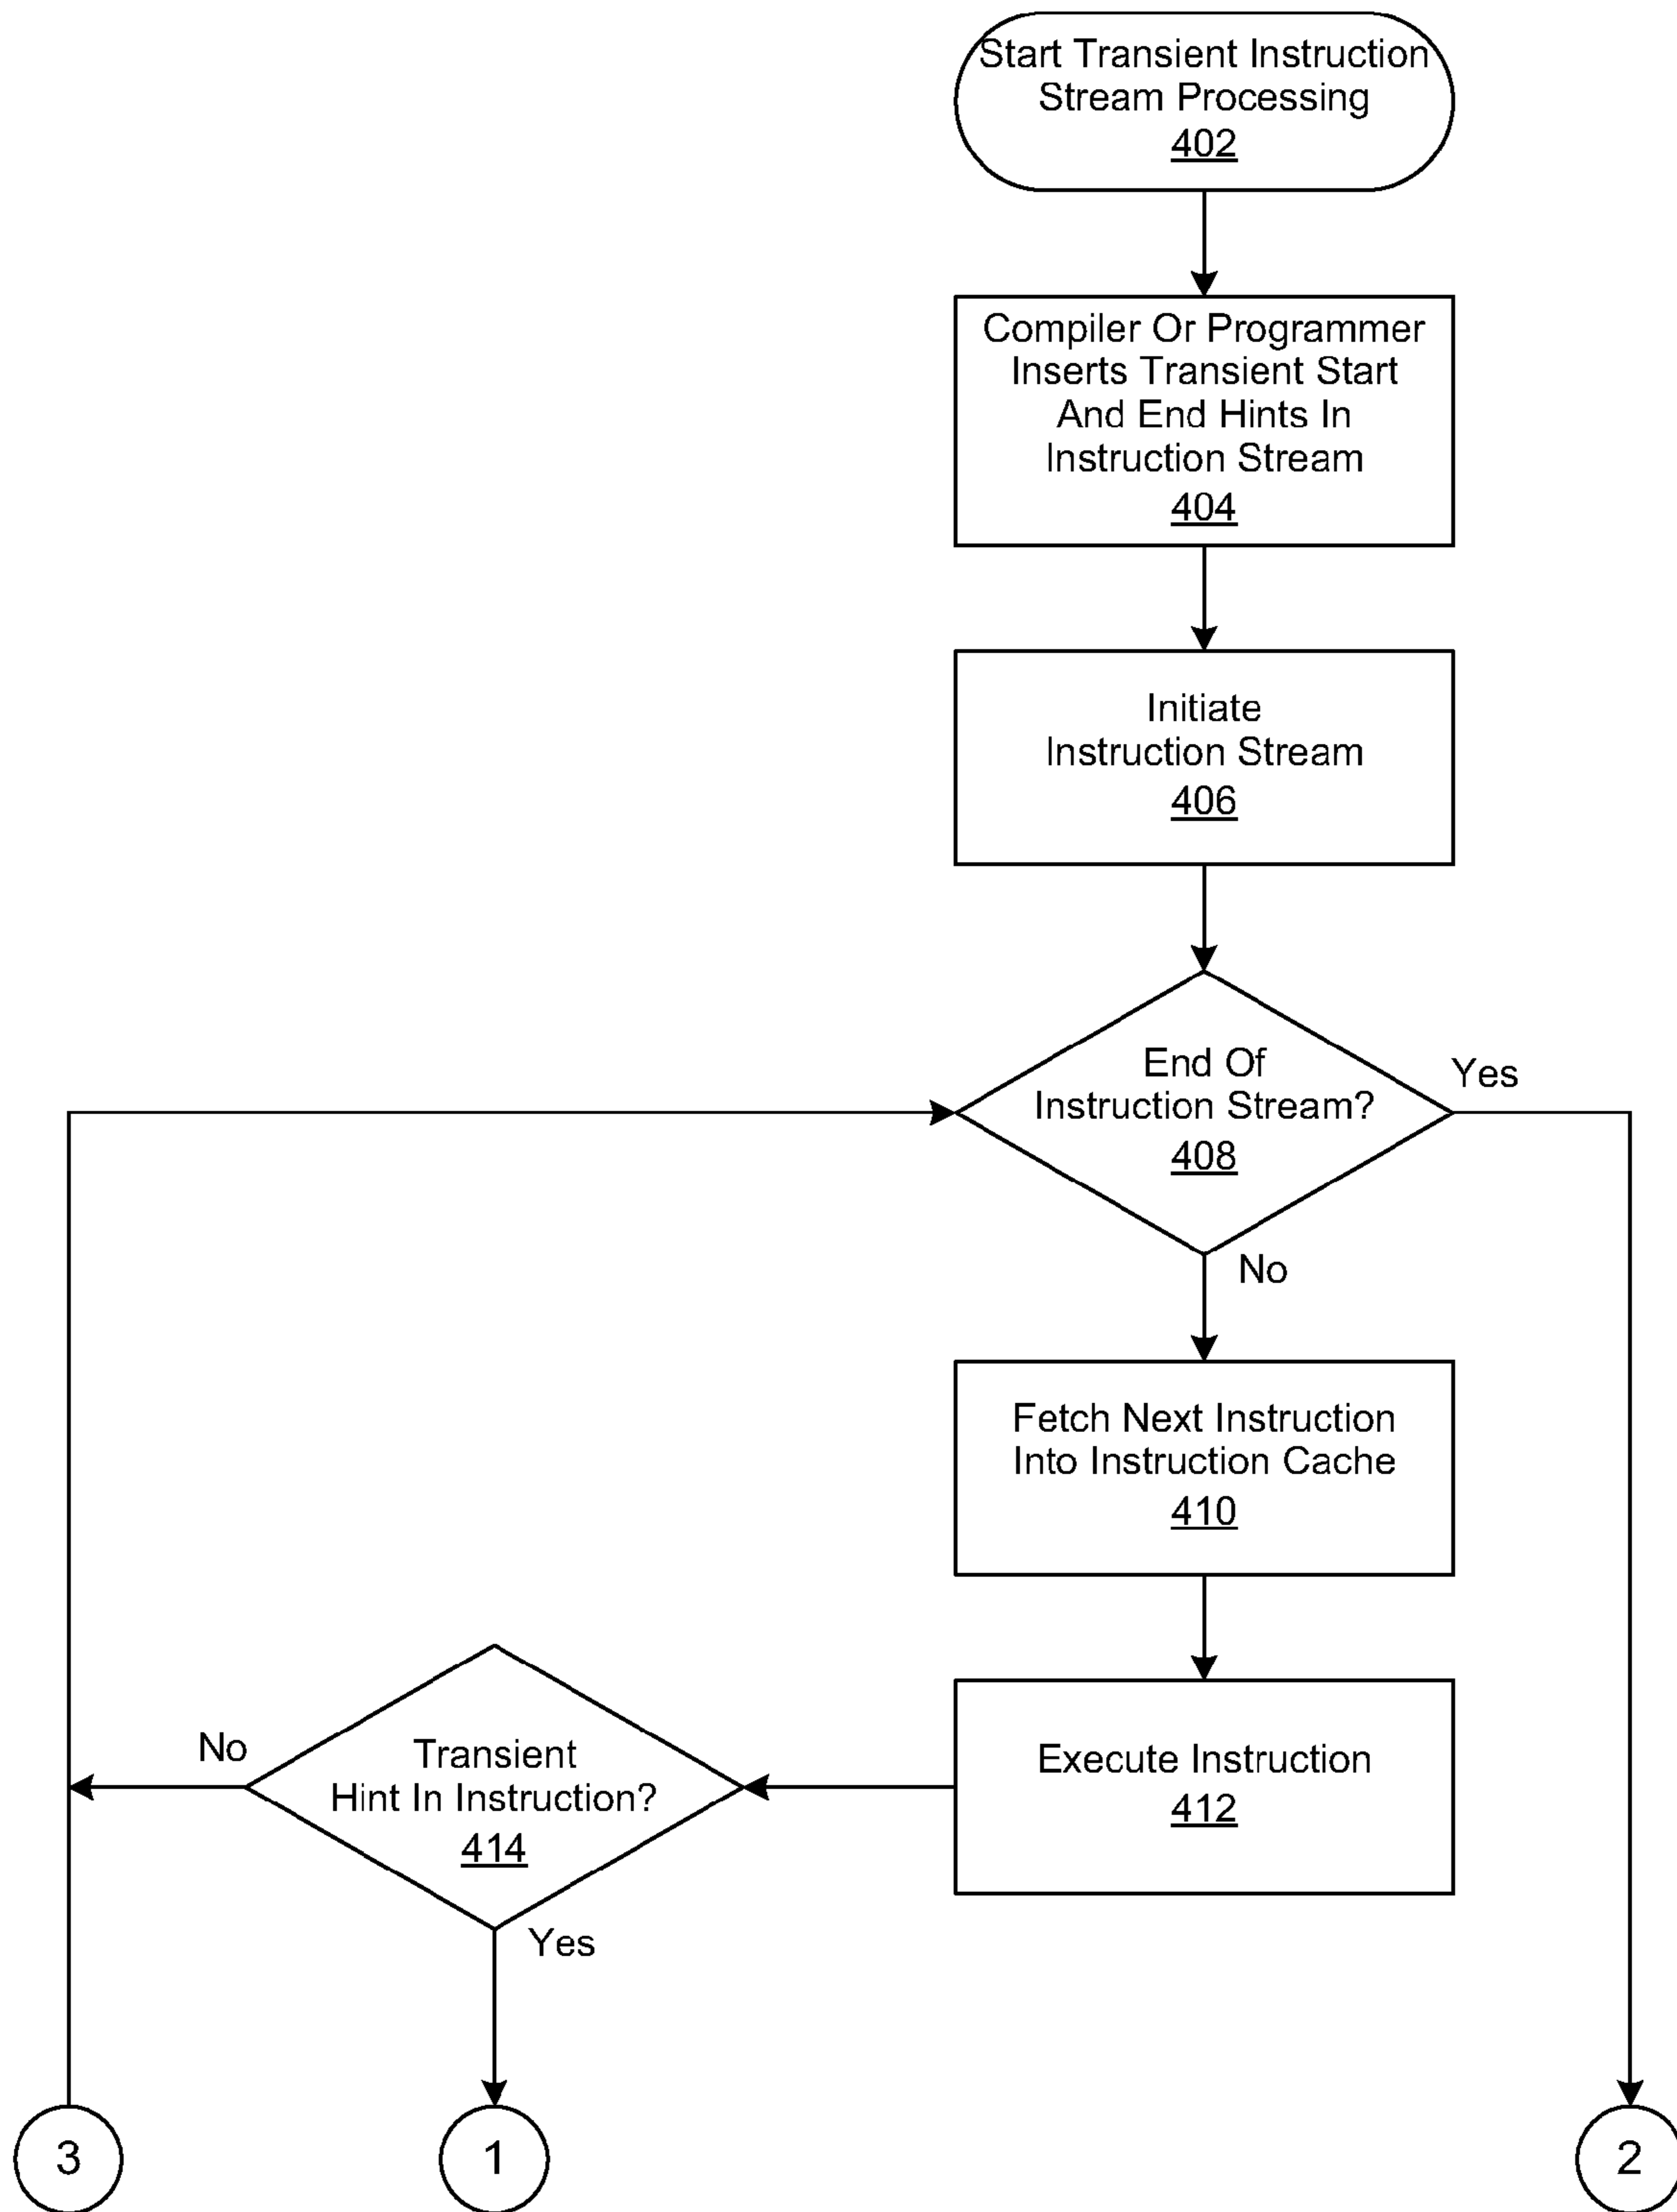 Start Transient Instruction
Stream Processing
402
Compiler Or Programmer
Inserts Transient Start
And End Hints In
Instruction Stream
404
Initiate
Instruction Stream
406
End Of
Instruction Stream?
408
Yes
No
Fetch Next Instruction
Into Instruction Cache
410
Execute Instruction
412
No
Transient
Hint In Instruction?
414
Yes
3
1
2